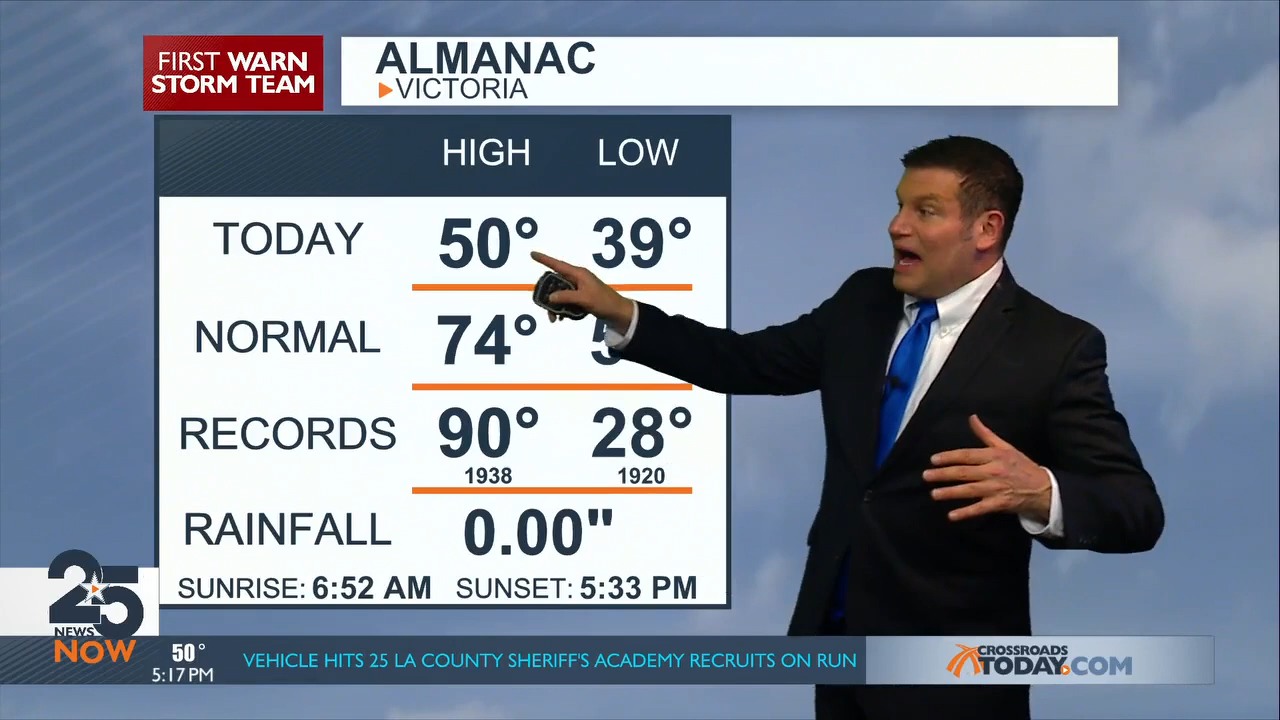 FIRST WARN
STORM TEAM
ALMANAC
VICTORIA
HIGH LOW
TODAY 50° 39°
NORMAL 74°
RECORDS 90° 28°
1938 1920
RAINFALL 0.00"
SUNRISE: 6:52 AM SUNSET: 5:33 PM
25
NEWS
NOW
50°
5:17 PM
VEHICLE HITS 25 LA COUNTY SHERIFF'S ACADEMY RECRUITS ON RUN
CROSSROADS
TODAY.COM